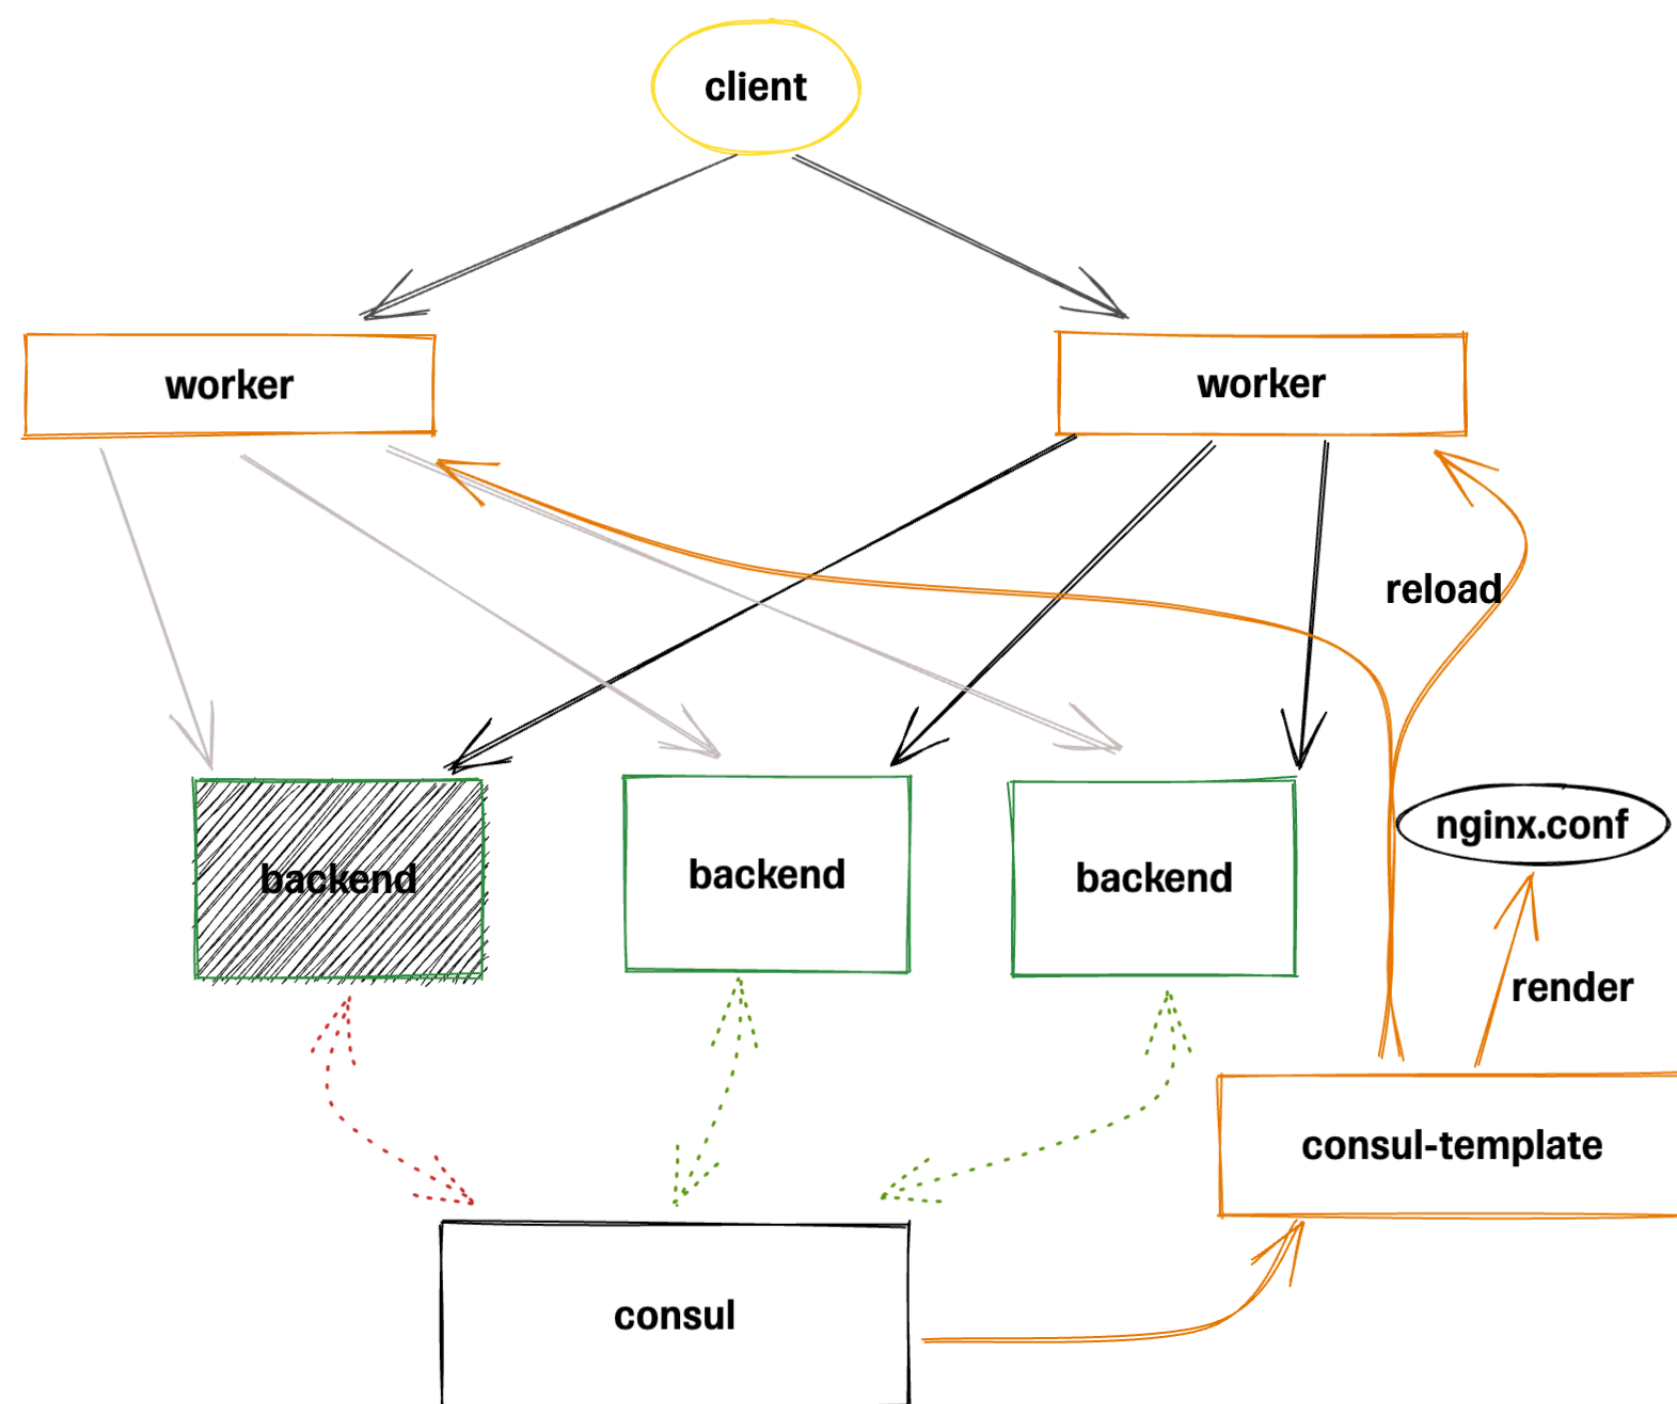 client
worker
worker
reload
nginx.conf
backend
backend
backend
render
consul-template
consul